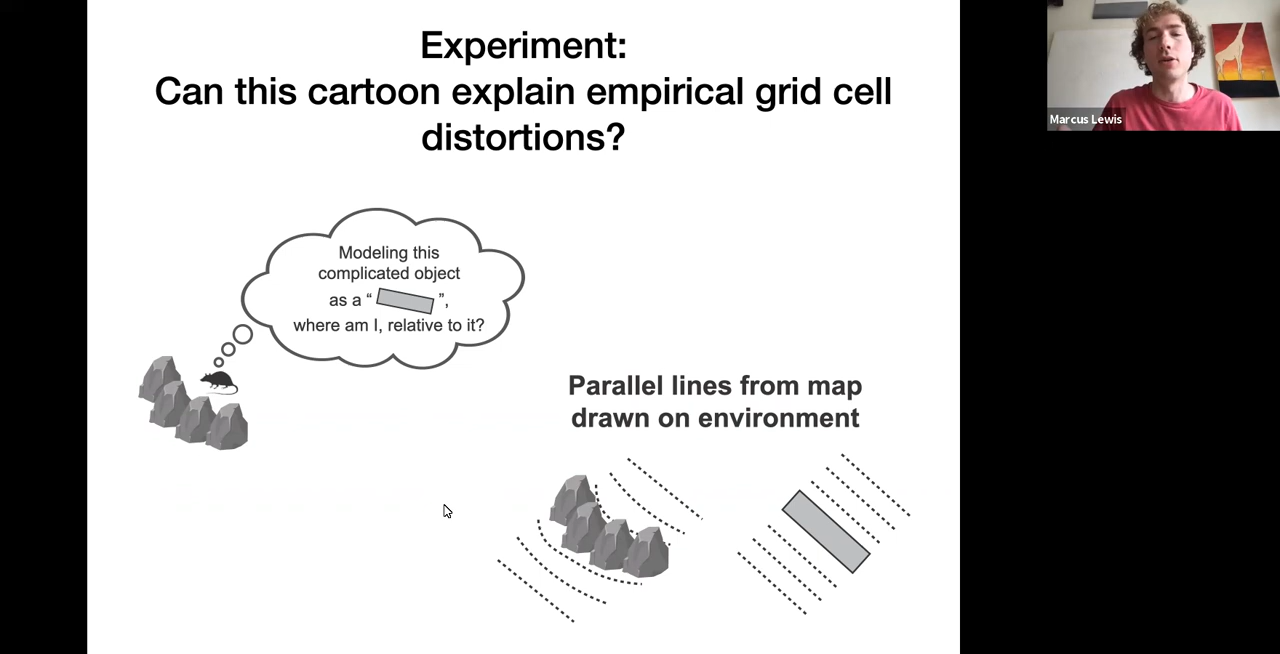 Experiment:
Can this cartoon explain empirical grid cell
distortions?
Marcus Lewis
Modeling this
complicated object
as a “ ”,
where am I, relative to it?
Parallel lines from map
drawn on environment